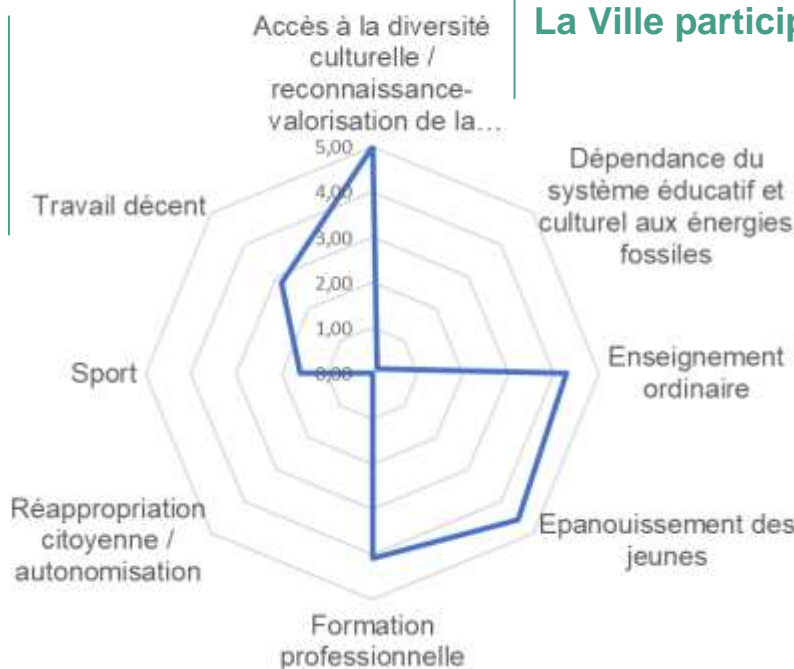 La Ville particip
Accès à la diversité
culturelle /
reconnaissance-
valorisation de la…
Dépendance du
système éducatif et
culturel aux énergies
fossiles
Enseignement
ordinaire
Epanouissement des
jeunes
Formation
professionnelle
Réappropriation
citoyenne /
autonomisation
Sport
Travail décent
5,00
4,00
3,00
2,00
1,00
0,00